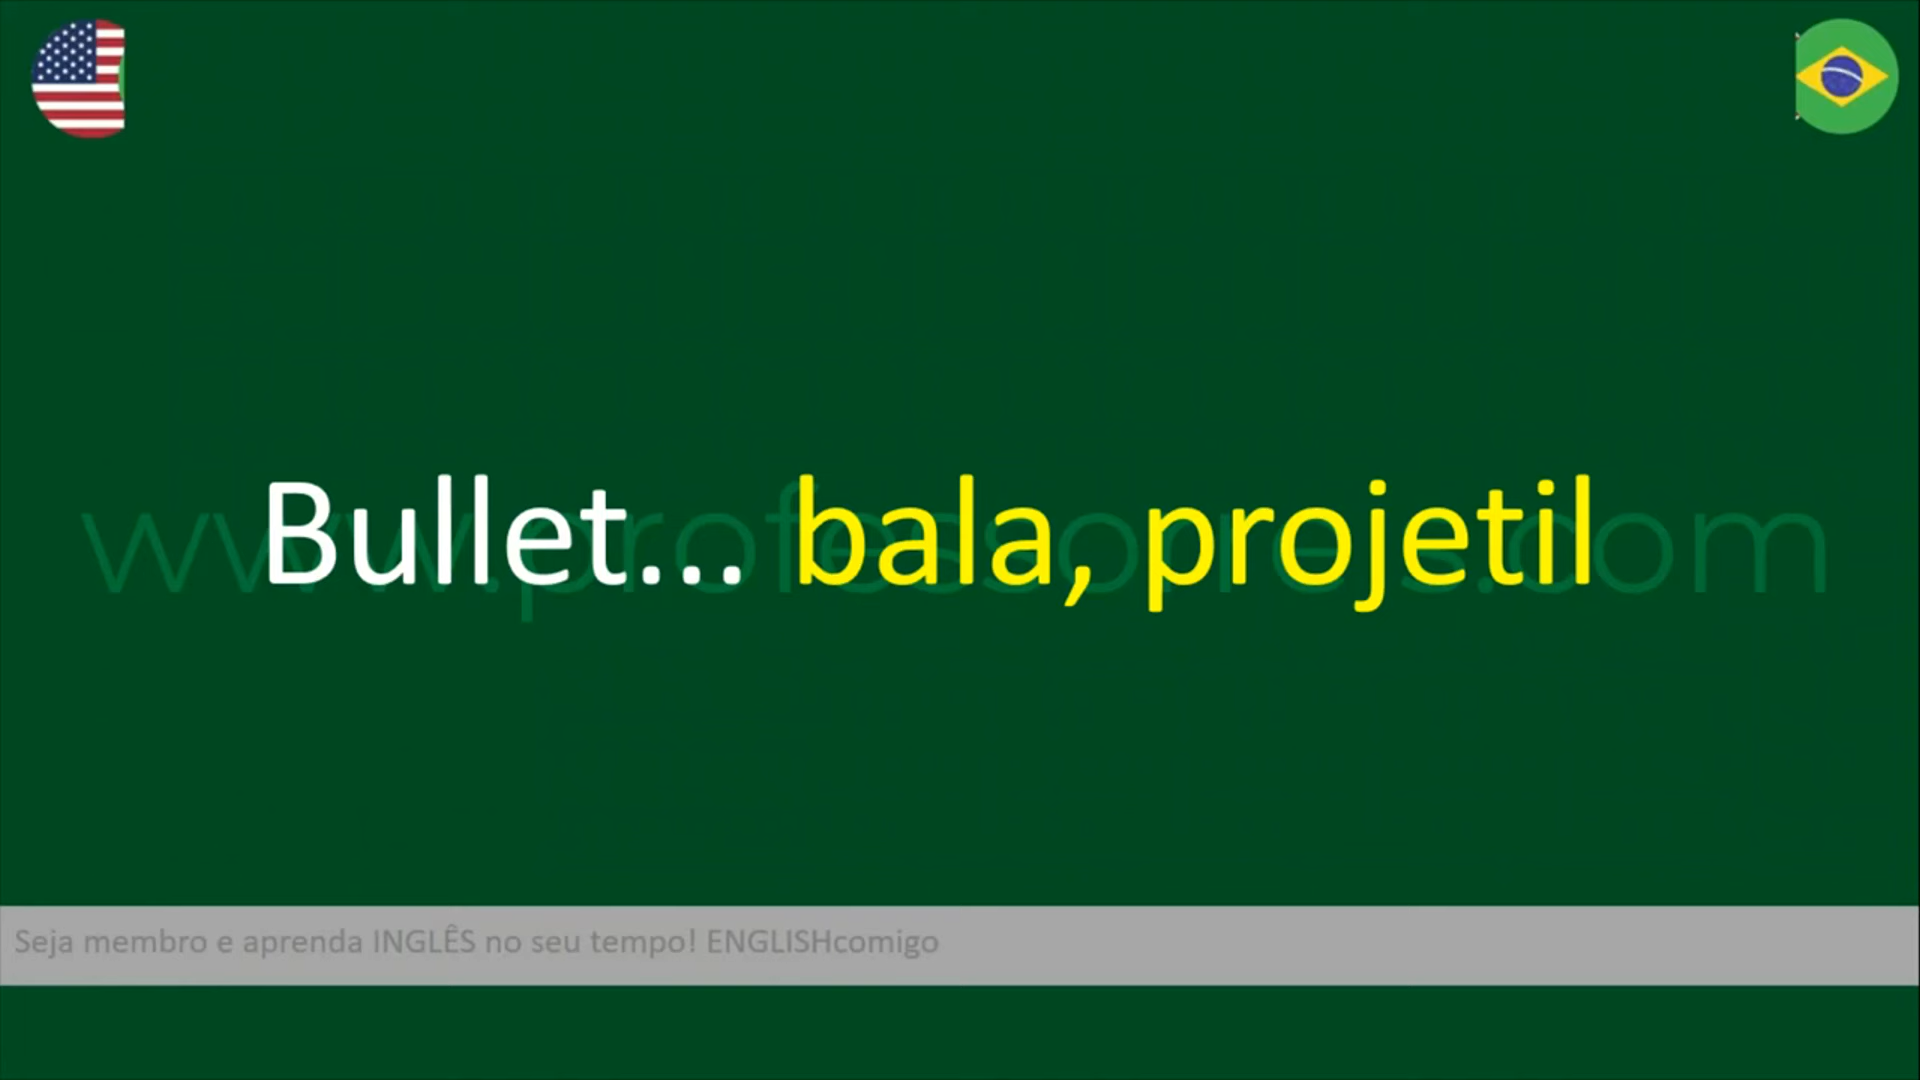 Bullet... bala, projetil
Seja membro e aprenda INGLÊS no seu tempo! ENGLISHcomigo